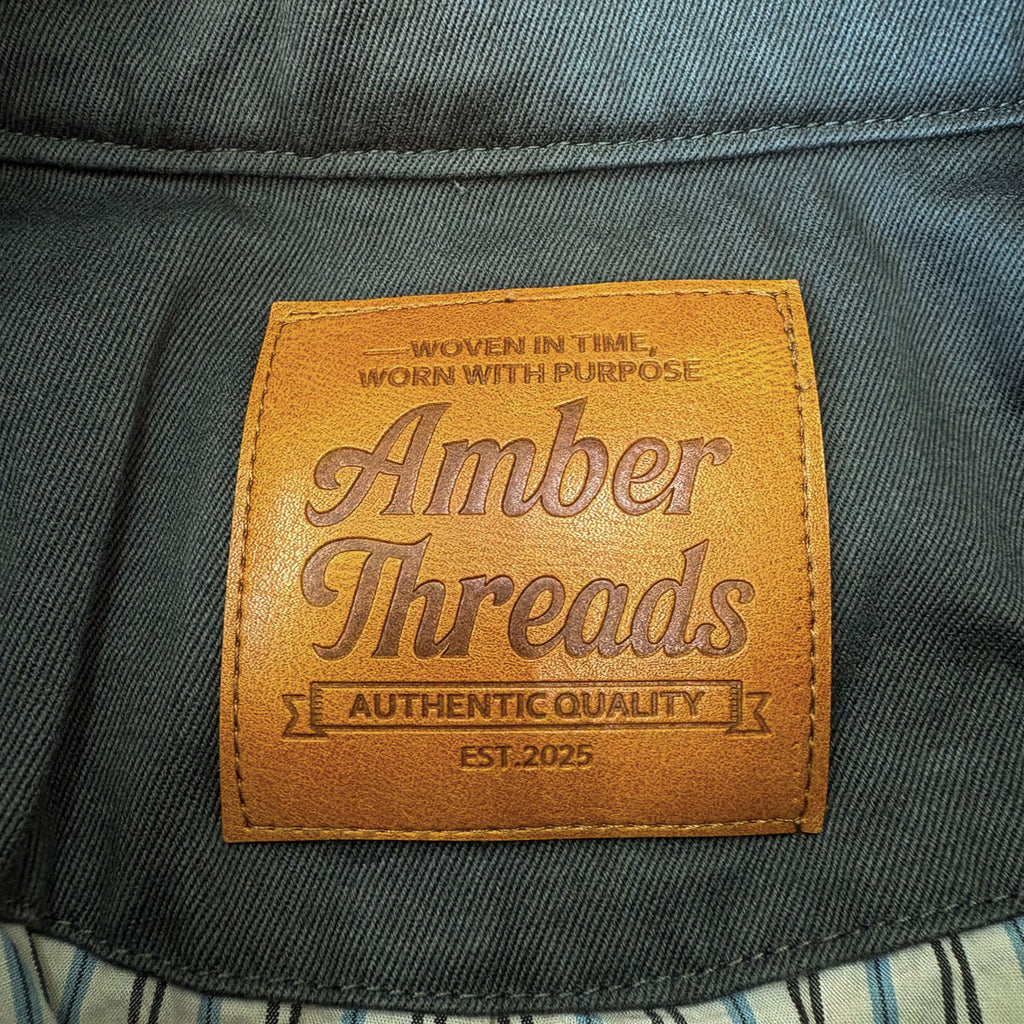 —WOVEN IN TIME,
WORN WITH PURPOSE
Amber
Threads
AUTHENTIC QUALITY
EST.2025